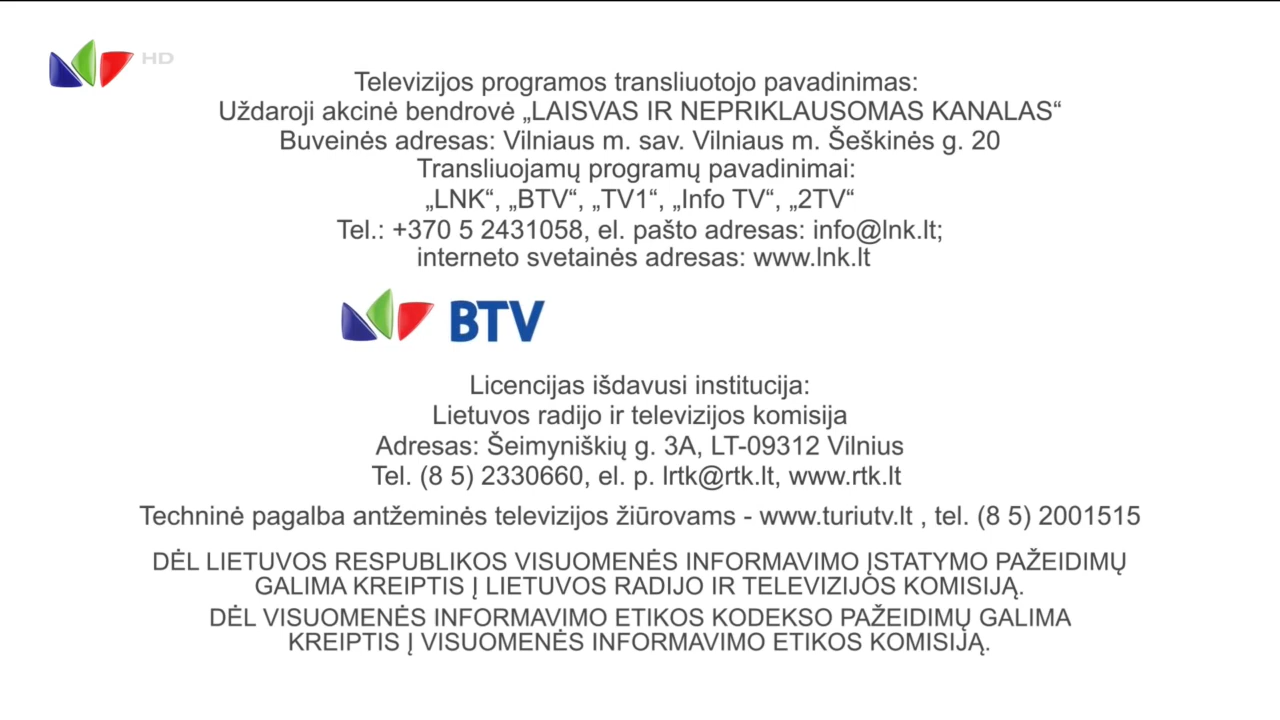 HD
Televizijos programos transliuotojo pavadinimas:
Uždaroji akcinė bendrovė „LAISVAS IR NEPRIKLAUSOMAS KANALAS“
Buveinės adresas: Vilniaus m. sav. Vilniaus m. Šeškinės g. 20
Transliuojamų programų pavadinimai:
„LNK“, „BTV“, „TV1“, „Info TV“, „2TV“
Tel.: +370 5 2431058, el. pašto adresas: info@lnk.lt;
interneto svetainės adresas: www.lnk.lt
BTV
Licencijas išdavusi institucija:
Lietuvos radijo ir televizijos komisija
Adresas: Šeimyniškių g. 3A, LT-09312 Vilnius
Tel. (8 5) 2330660, el. p. lrtk@rtk.lt, www.rtk.lt
Techninė pagalba antžeminės televizijos žiūrovams - www.turiutv.lt , tel. (8 5) 2001515
DĖL LIETUVOS RESPUBLIKOS VISUOMENĖS INFORMAVIMO ĮSTATYMO PAŽEIDIMŲ
GALIMA KREIPTIS Į LIETUVOS RADIJO IR TELEVIZIJOS KOMISIJĄ.
DĖL VISUOMENĖS INFORMAVIMO ETIKOS KODEKSO PAŽEIDIMŲ GALIMA
KREIPTIS Į VISUOMENĖS INFORMAVIMO ETIKOS KOMISIJĄ.